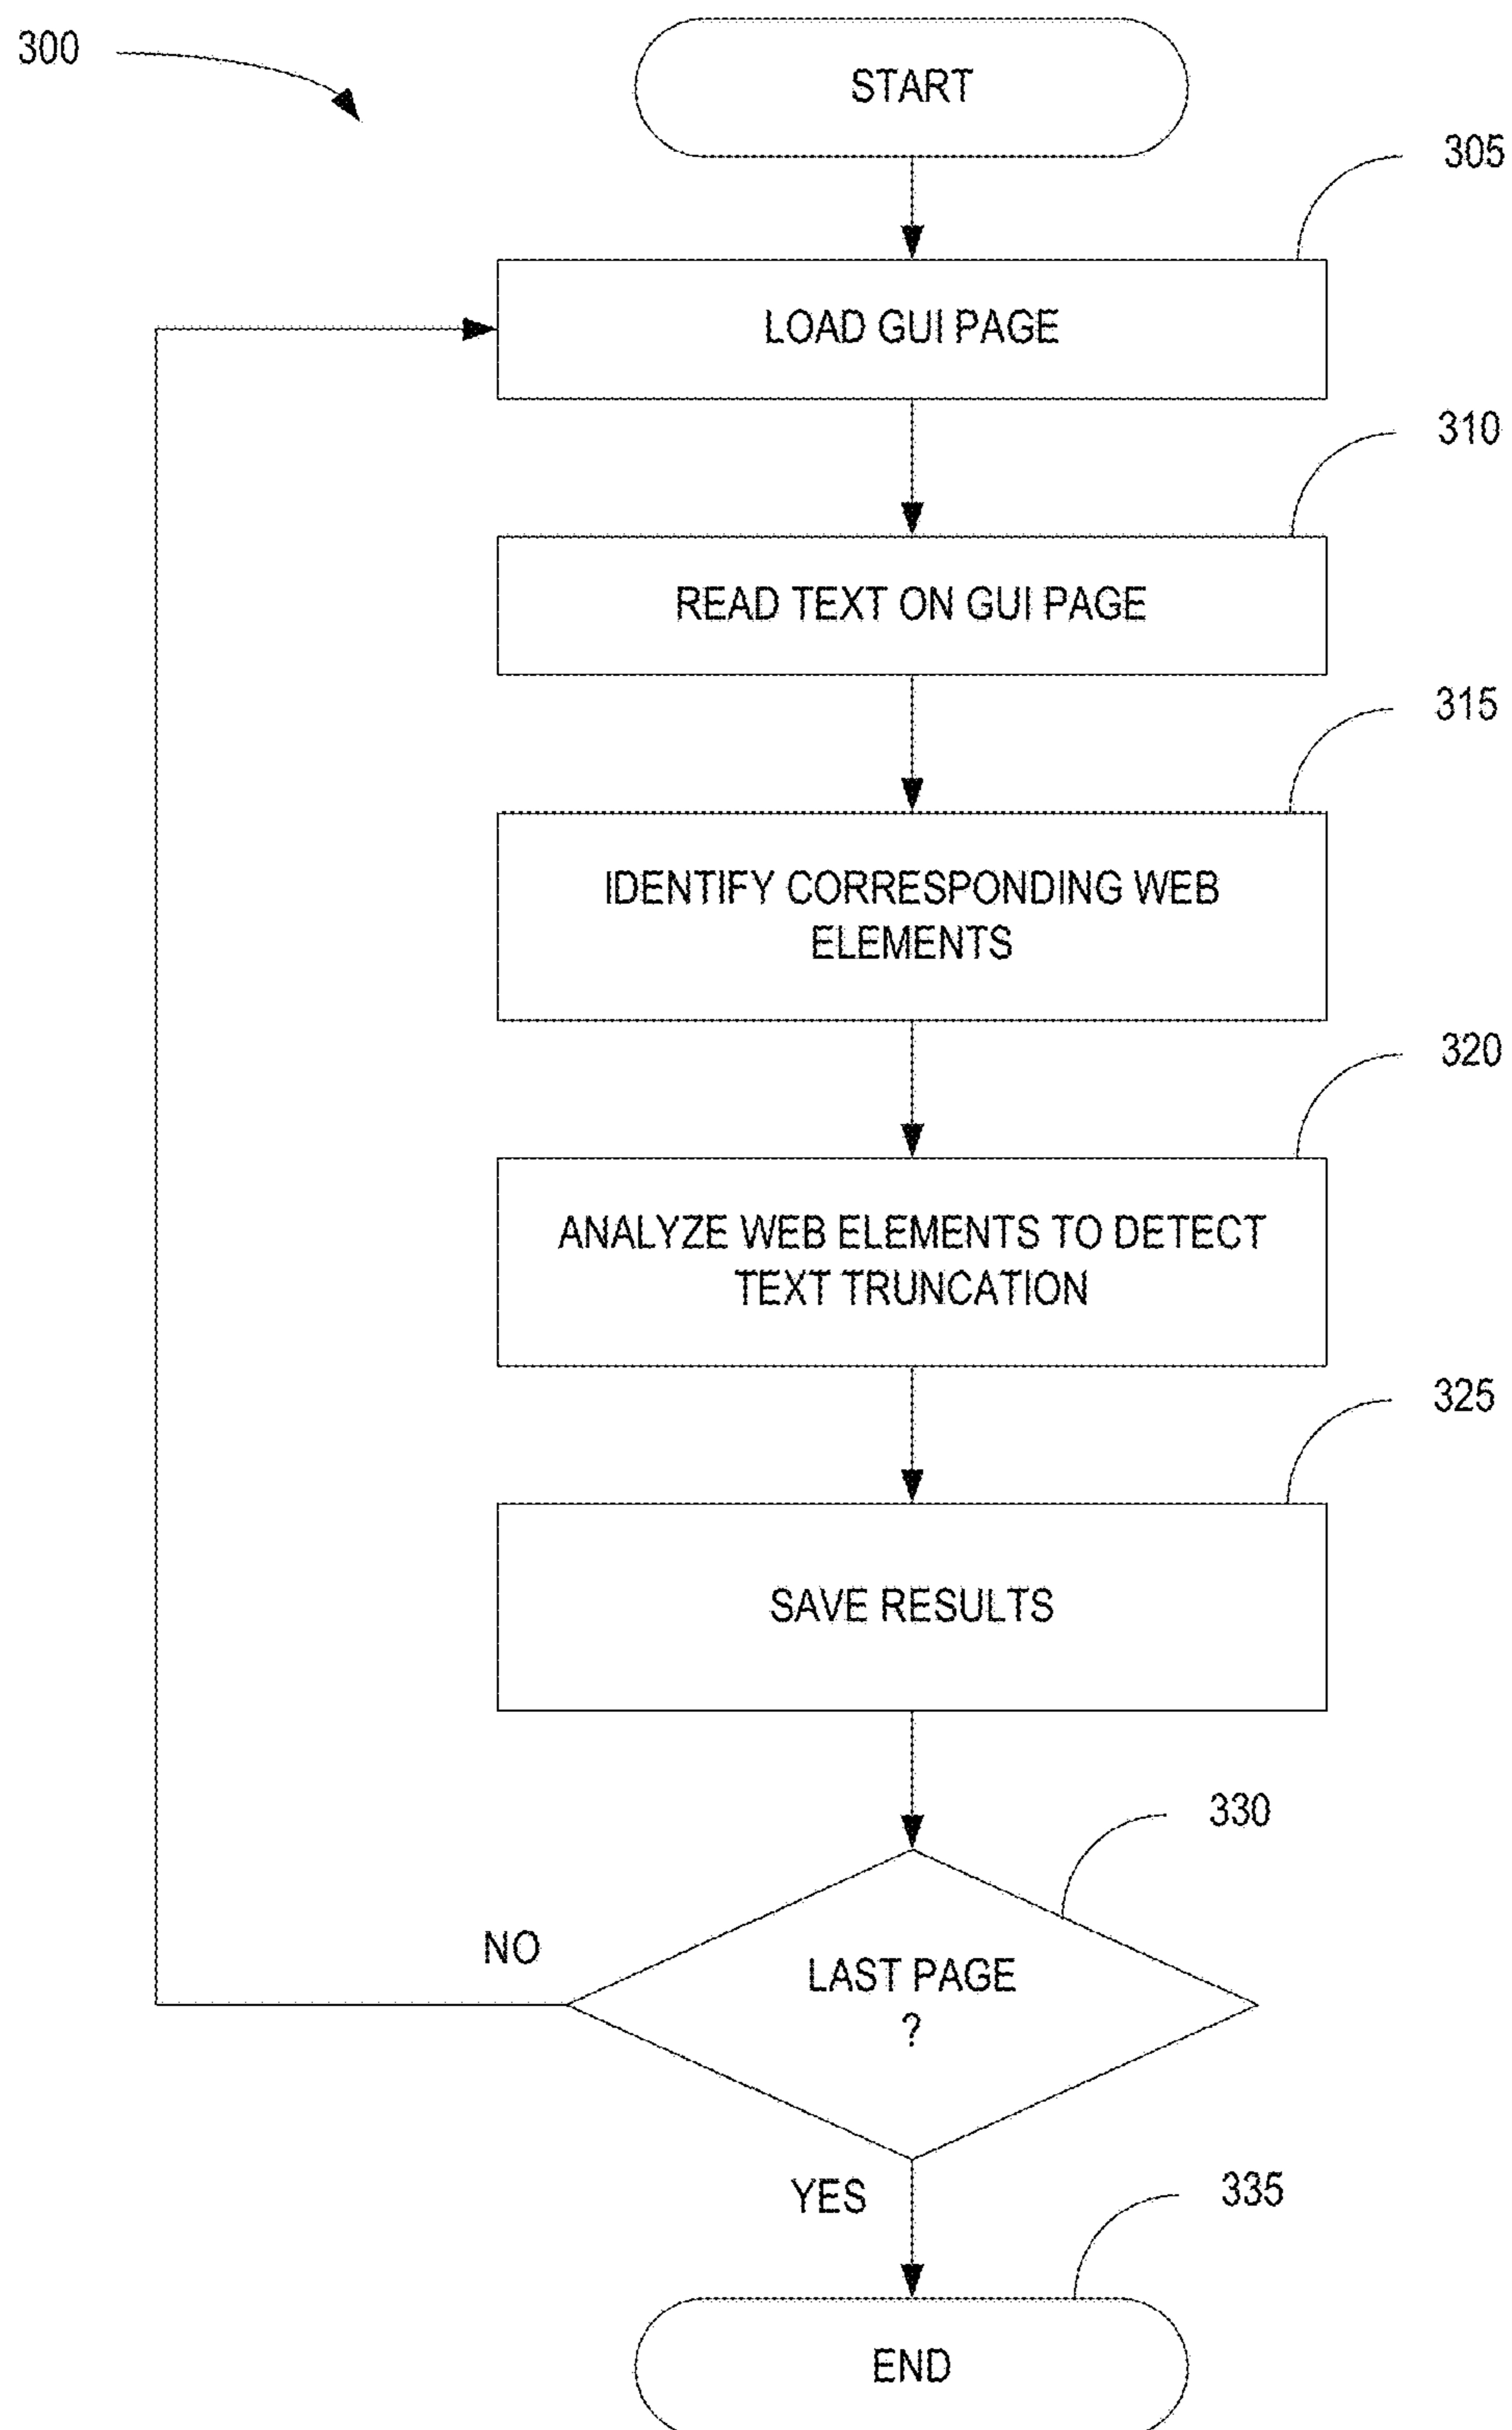 300
START
305
LOAD GUI PAGE
310
READ TEXT ON GUI PAGE
315
IDENTIFY CORRESPONDING WEB
ELEMENTS
320
ANALYZE WEB ELEMENTS TO DETECT
TEXT TRUNCATION
325
SAVE RESULTS
330
NO
LAST PAGE
?
YES
335
END